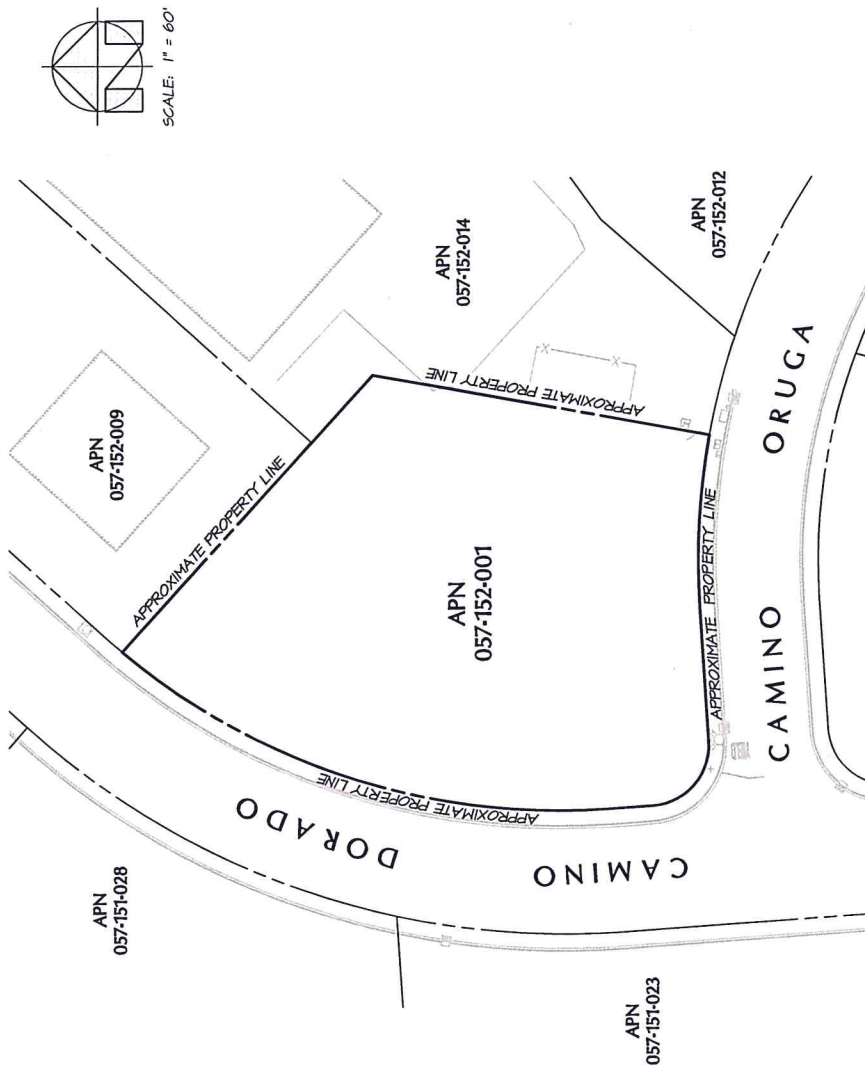 SCALE: 1" = 60'
APN
057-152-012
APN
057-152-014
APN
057-152-009
APPROXIMATE PROPERTY LINE
APPROXIMATE PROPERTY LINE
APN
057-152-001
APPROXIMATE PROPERTY LINE
APPROXIMATE PROPERTY LINE
CAMINO ORUGA
CAMINO DORADO
APN
057-151-028
APN
057-151-023